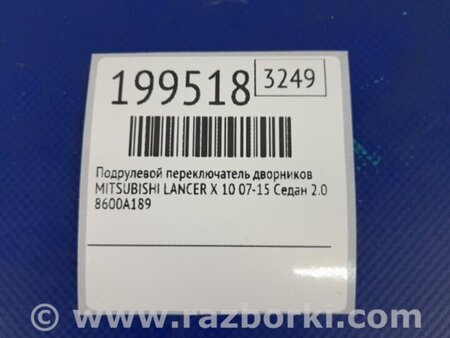 199518
3249
Подрулевой переключатель дворников
MITSUBISHI LANCER X 10 07-15 Седан 2.0
8600A189
© www.razborki.com